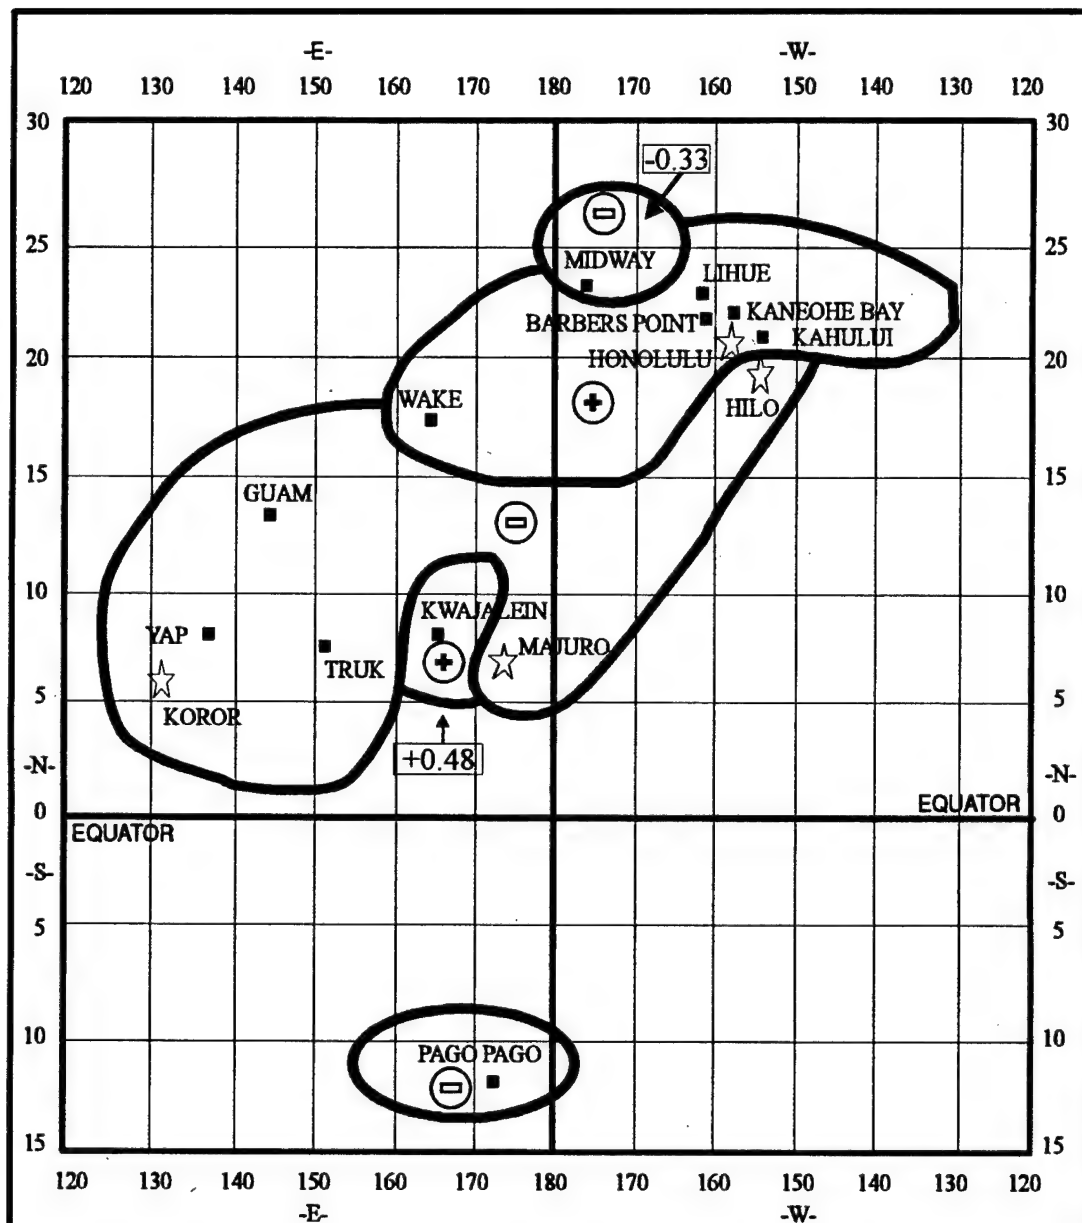 -E- -W-
120 130 140 150 160 170 180 170 160 150 140 130 120
30 30
-0.33
25 25
MIDWAY
LIHUE
KANEOHE BAY
BARBERS POINT
KAHULUI
HONOLULU
20 20
WAKE
+
HILO
15 15
GUAM
10 10
KWAJALEIN
YAP
MAJURO
+
TRUK
KOROR
5 5
+0.48
-N- -N-
0 EQUATOR 0
EQUATOR
-S- -S-
5 5
10 10
PAGO PAGO
15 15
120 130 140 150 160 170 180 170 160 150 140 130 120
-E- -W-